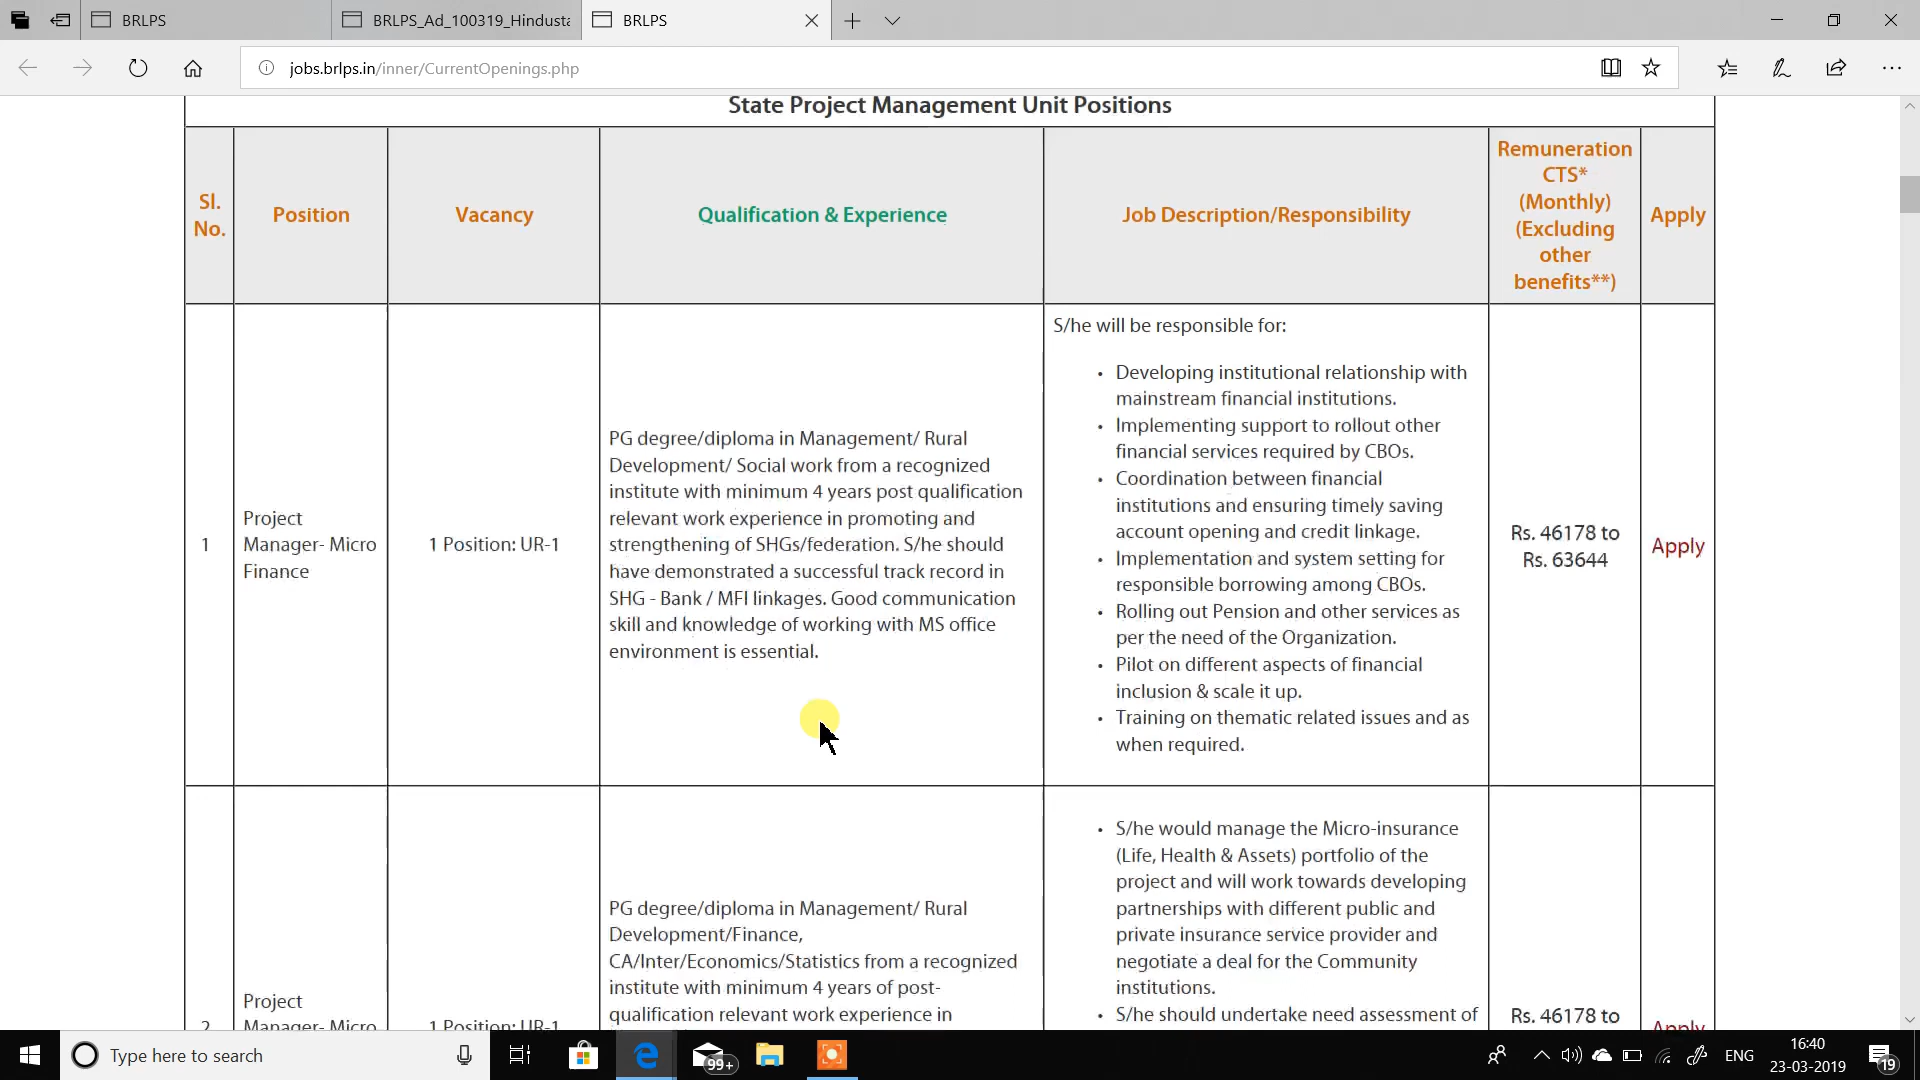 BRLPS
BRLPS_Ad_100319_Hindusta
BRLPS
jobs.brlps.in/inner/CurrentOpenings.php
State Project Management Unit Positions
Sl.
No.
Position
Vacancy
Qualification & Experience
Job Description/Responsibility
Remuneration
CTS*
(Monthly)
(Excluding
other
benefits**)
Apply
1
Project
Manager- Micro
Finance
1 Position: UR-1
PG degree/diploma in Management/ Rural
Development/ Social work from a recognized
institute with minimum 4 years post qualification
relevant work experience in promoting and
strengthening of SHGs/federation. S/he should
have demonstrated a successful track record in
SHG - Bank / MFI linkages. Good communication
skill and knowledge of working with MS office
environment is essential.
S/he will be responsible for:
• Developing institutional relationship with
mainstream financial institutions.
• Implementing support to rollout other
financial services required by CBOs.
• Coordination between financial
institutions and ensuring timely saving
account opening and credit linkage.
• Implementation and system setting for
responsible borrowing among CBOs.
• Rolling out Pension and other services as
per the need of the Organization.
• Pilot on different aspects of financial
inclusion & scale it up.
• Training on thematic related issues and as
when required.
Rs. 46178 to
Rs. 63644
Apply
2
Project
Manager- Micro
1 Position: UR-1
PG degree/diploma in Management/ Rural
Development/Finance,
CA/Inter/Economics/Statistics from a recognized
institute with minimum 4 years of post-
qualification relevant work experience in
• S/he would manage the Micro-insurance
(Life, Health & Assets) portfolio of the
project and will work towards developing
partnerships with different public and
private insurance service provider and
negotiate a deal for the Community
institutions.
• S/he should undertake need assessment of
Rs. 46178 to
Apply
Type here to search
99+
ENG
16:40
23-03-2019
19